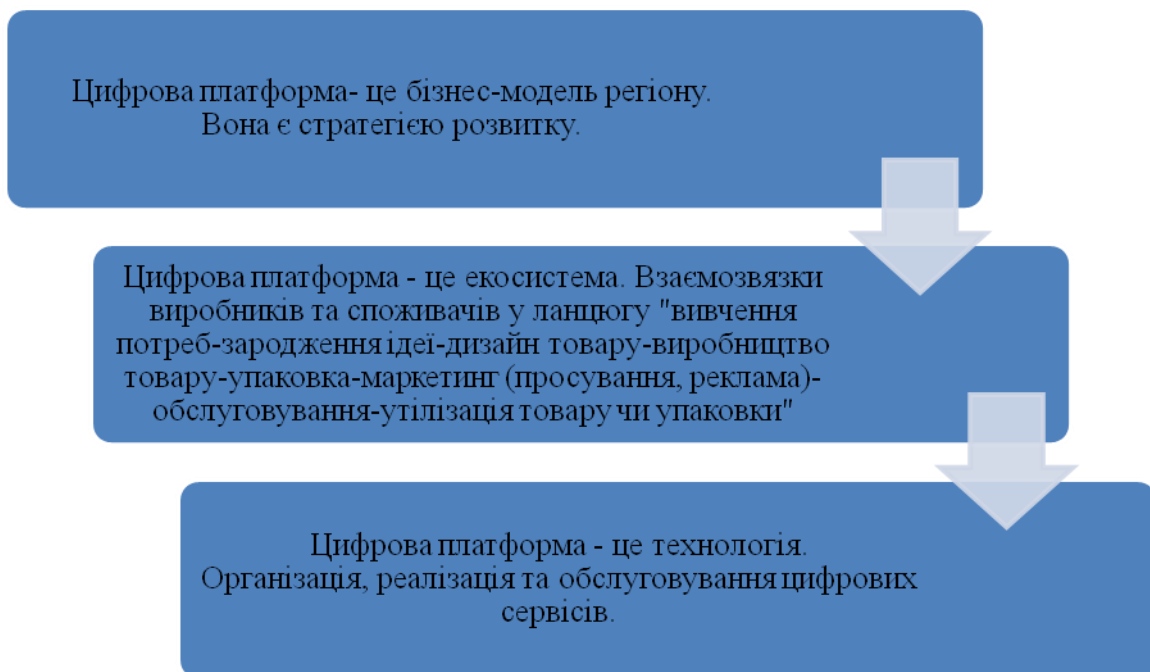 Цифрова платформа- це бізнес-модель регіону.
Вона є стратегією розвитку.
Цифрова платформа - це екосистема. Взаємозвязки
виробників та споживачів у ланцюгу "вивчення
потреб-зародження ідеї-дизайн товару-виробництво
товару-упаковка-маркетинг (просування, реклама)-
обслуговування-утілізація товару чи упаковки"
Цифрова платформа - це технологія.
Організація, реалізація та обслуговування цифрових
сервісів.